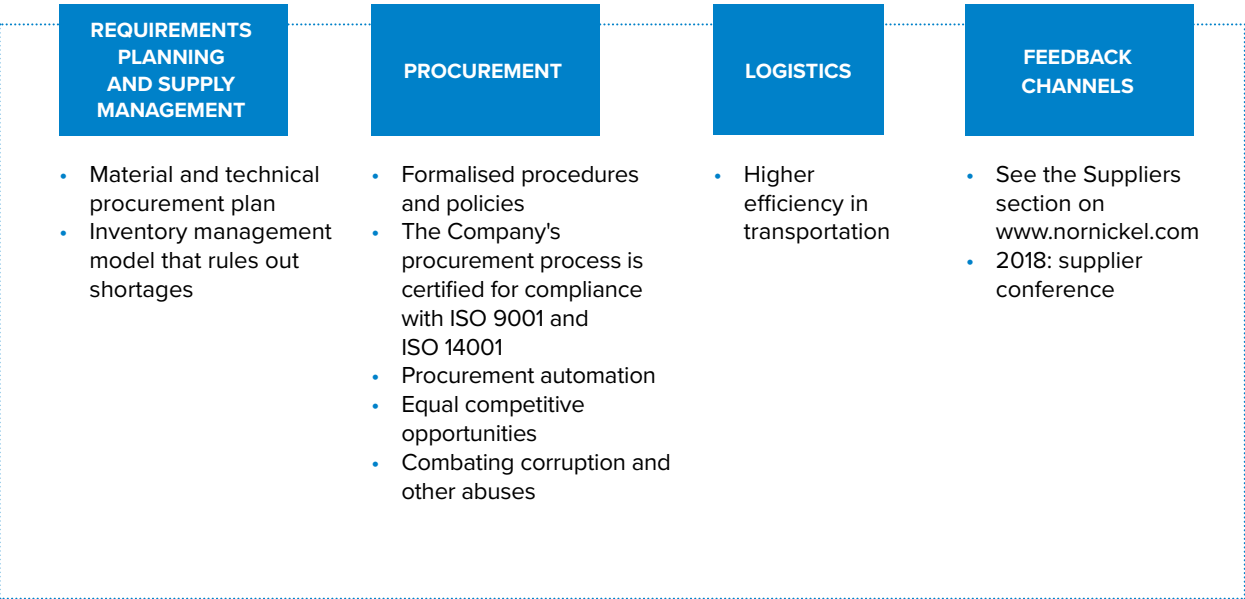 REQUIREMENTS
PLANNING
AND SUPPLY
MANAGEMENT
• Material and technical
procurement plan
• Inventory management
model that rules out
shortages
PROCUREMENT
• Formalised procedures
and policies
• The Company's
procurement process is
certified for compliance
with ISO 9001 and
ISO 14001
• Procurement automation
• Equal competitive
opportunities
• Combating corruption and
other abuses
LOGISTICS
• Higher
efficiency in
transportation
FEEDBACK
CHANNELS
• See the Suppliers
section on
www.nornickel.com
• 2018: supplier
conference